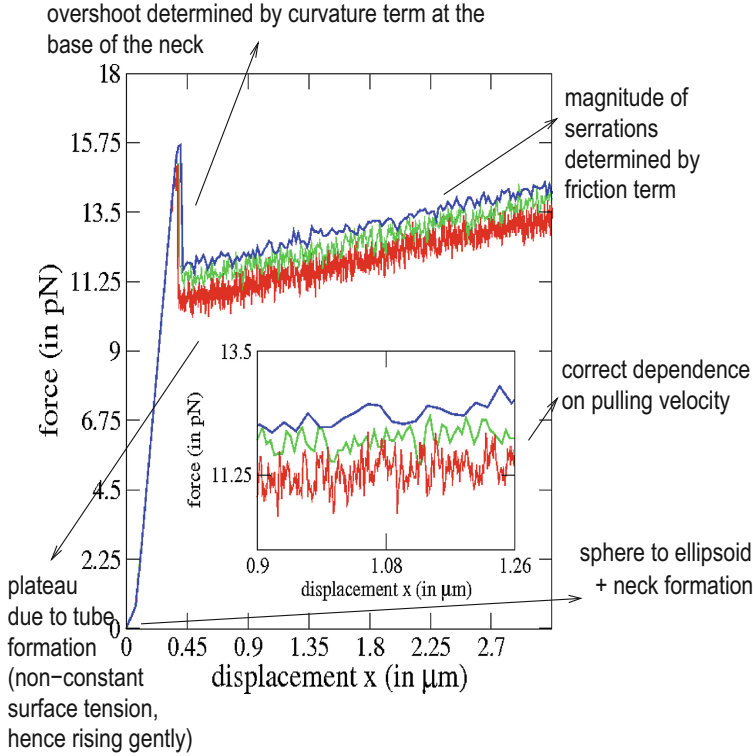 overshoot determined by curvature term at the
base of the neck
18
15.75
13.5
11.25
9
6.75
4.5
2.25
0
force (in pN)
magnitude of
serrations
determined by
friction term
13.5
11.25
force (in pN)
0.9
1.08
1.26
displacement x (in μm)
correct dependence
on pulling velocity
sphere to ellipsoid
+ neck formation
0
0.45
0.9
1.35
1.8
2.25
2.7
displacement x (in μm)
plateau
due to tube
formation
(non−constant
surface tension,
hence rising gently)